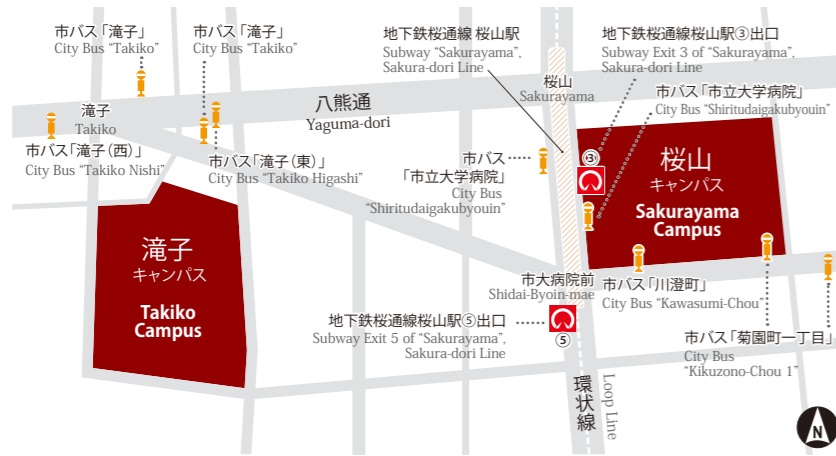 市バス「滝子」
City Bus “Takiko”
市バス「滝子」
City Bus “Takiko”
地下鉄桜通線 桜山駅
Subway “Sakurayama”,
Sakura-dori Line
地下鉄桜通線桜山駅③出口
Subway Exit 3 of “Sakurayama”,
Sakura-dori Line
桜山
Sakurayama
市バス「市立大学病院」
City Bus “Shiritudaigakubyouin”
八熊通
Yaguma-dori
滝子
Takiko
市バス「滝子（西）」
City Bus “Takiko Nishi”
市バス「滝子（東）」
City Bus “Takiko Higashi”
市バス
「市立大学病院」
City Bus
“Shiritudaigakubyouin”
③
桜山
キャンパス
Sakurayama
Campus
滝子
キャンパス
Takiko
Campus
市大病院前
Shidai-Byoin-mae
市バス「川澄町」
City Bus “Kawasumi-Chou”
地下鉄桜通線桜山駅⑤出口
Subway Exit 5 of “Sakurayama”,
Sakura-dori Line
⑤
市バス「菊園町一丁目」
City Bus
“Kikuzono-Chou 1”
環状線
Loop Line
N